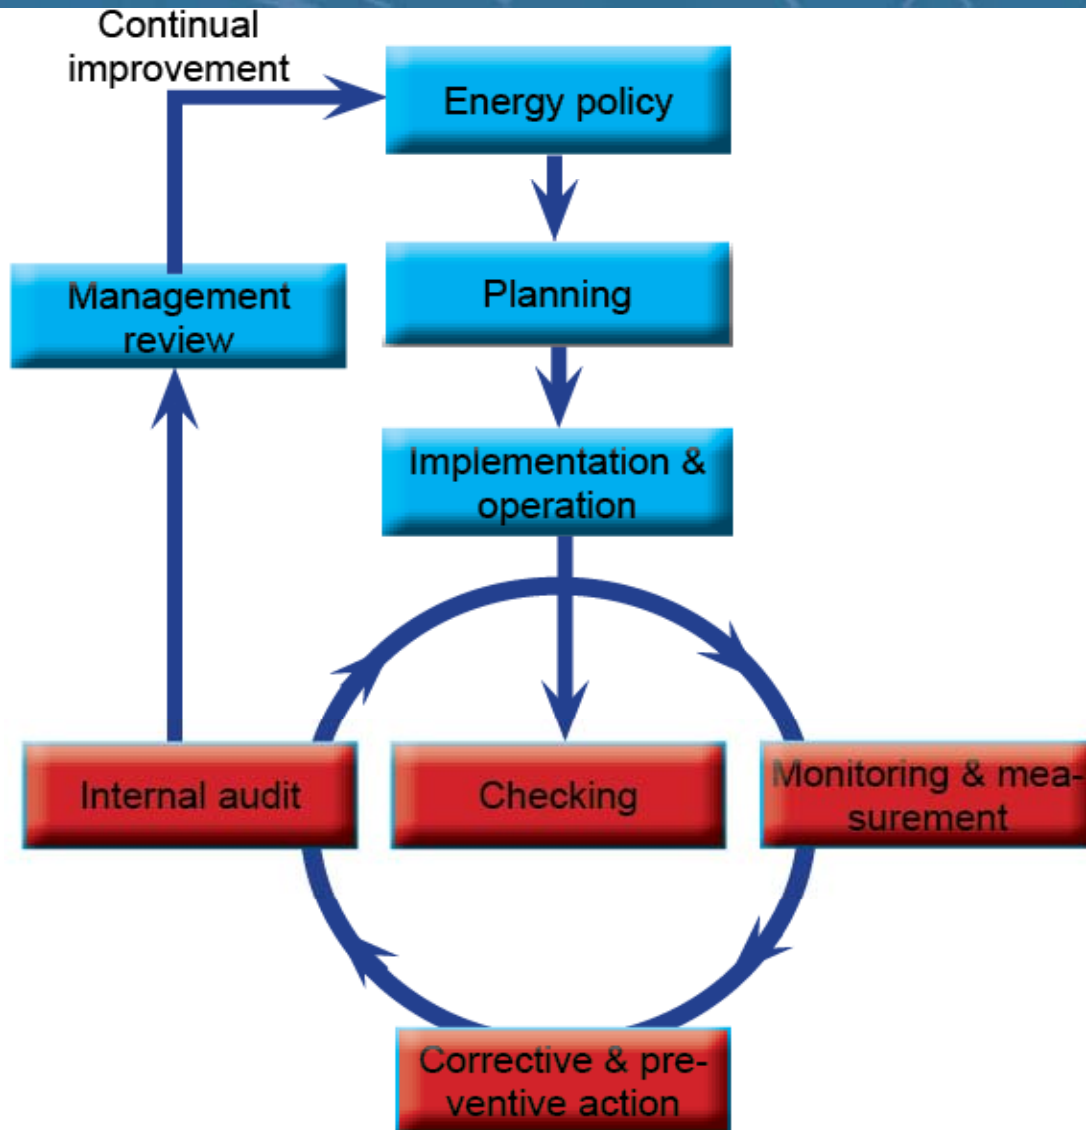 Continual
improvement
Energy policy
Planning
Management
review
Implementation &
operation
Internal audit
Checking
Monitoring & mea-
surement
Corrective & pre-
ventive action